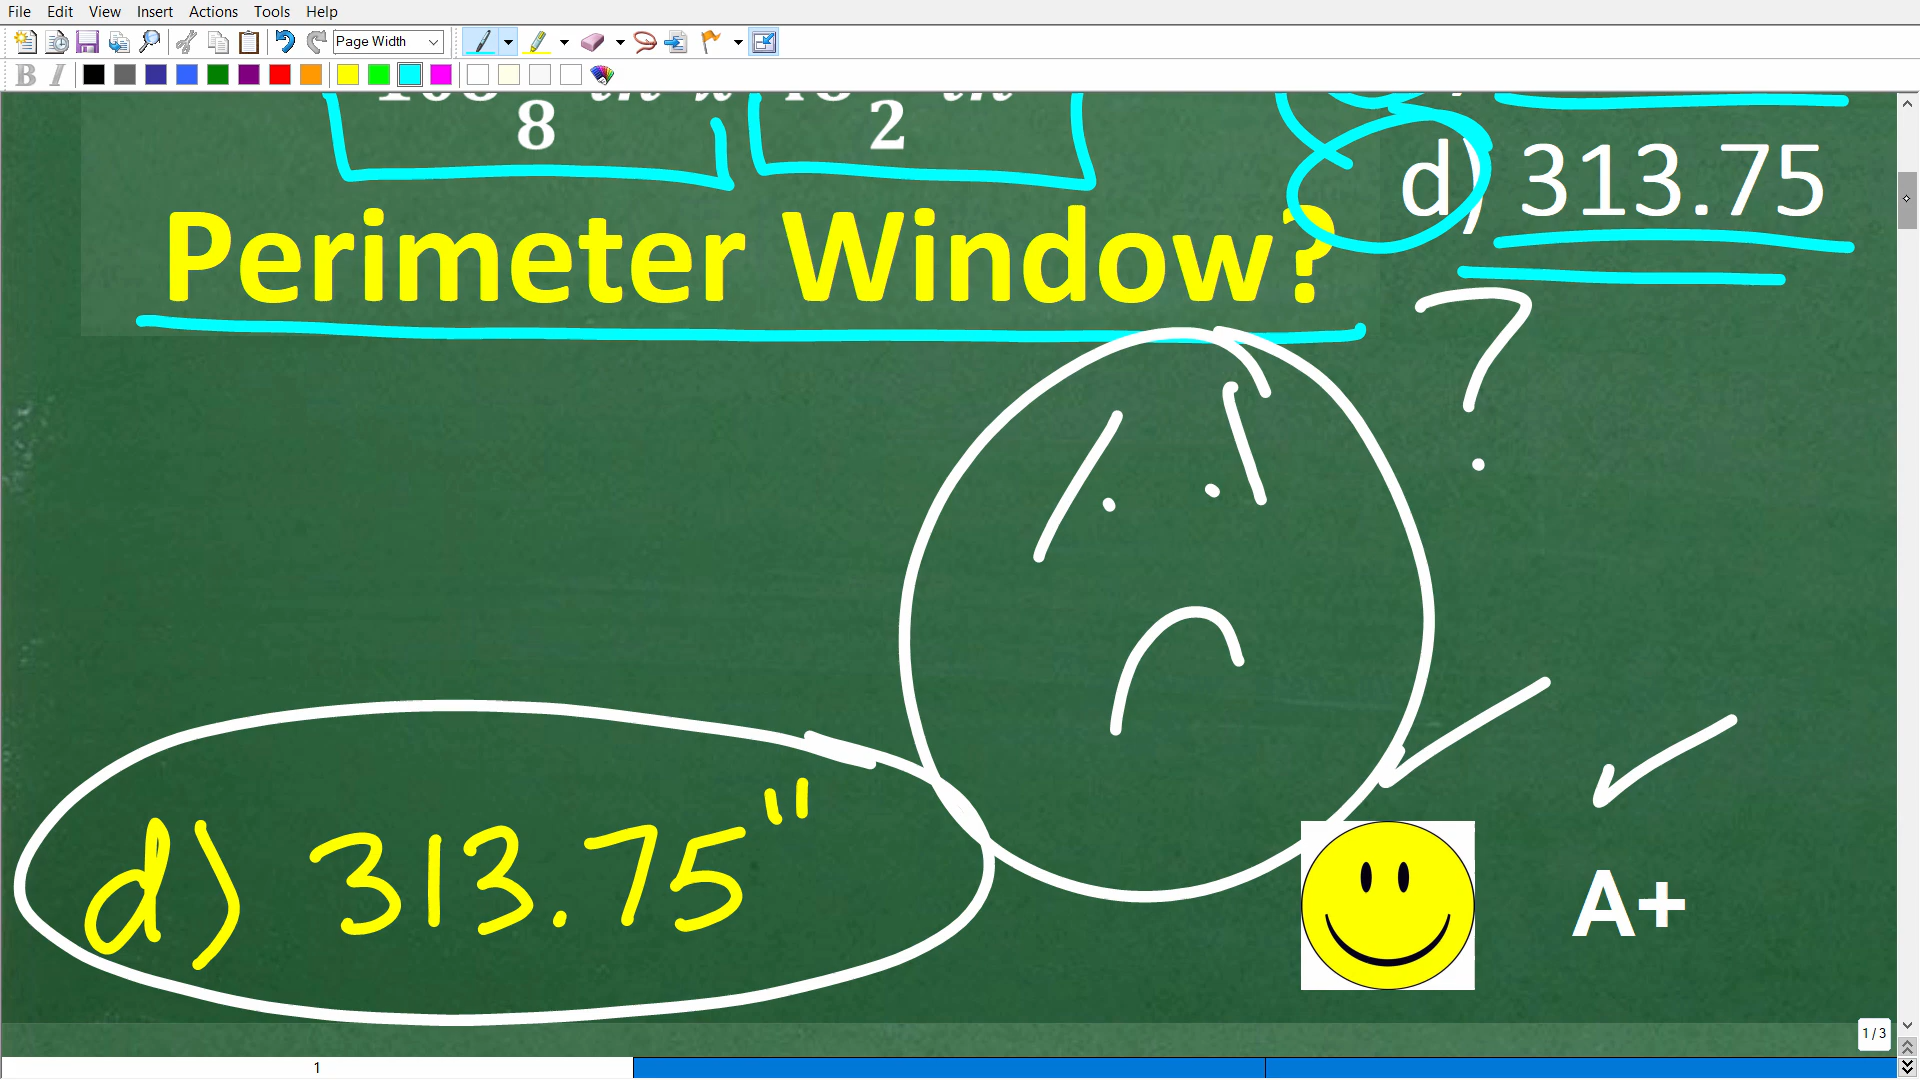 File Edit View Insert Actions Tools Help
Page Width
B I
8 2
d) 313.75
Perimeter Window?
?
d) 313.75"
A+
1 / 3
1